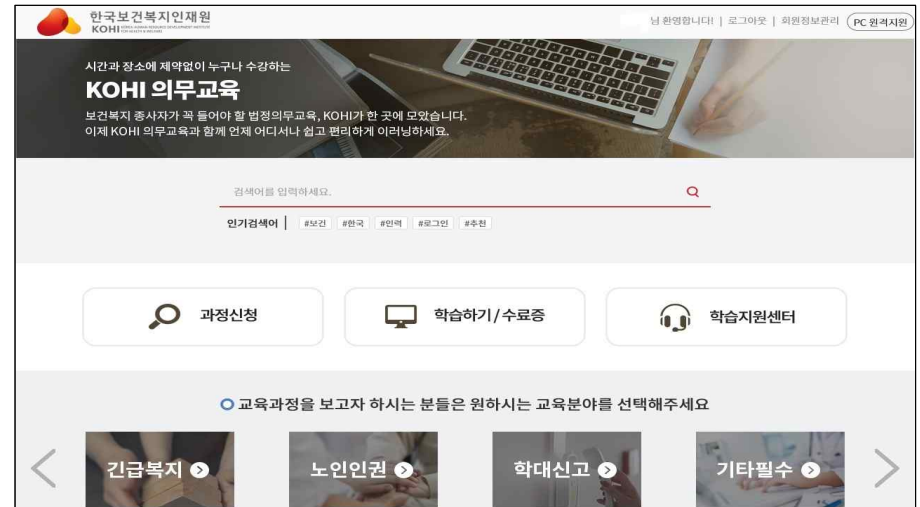 한국보건복지인재원
KOHI
님 환영합니다! | 로그아웃 | 회원정보관리 PC 원격지원
시간과 장소에 제약없이 누구나 수강하는
KOHI 의무교육
보건복지 종사자가 꼭 들어야 할 법정의무교육, KOHI가 한 곳에 모았습니다.
이제 KOHI 의무교육과 함께 언제 어디서나 쉽고 편리하게 이러닝하세요.
검색어를 입력하세요.
인기검색어 | #보건 #한국 #인력 #로그인 #추천
과정신청
학습하기/수료증
학습지원센터
교육과정을 보고자 하시는 분들은 원하시는 교육분야를 선택해주세요
긴급복지 노인인권 학대신고 기타필수